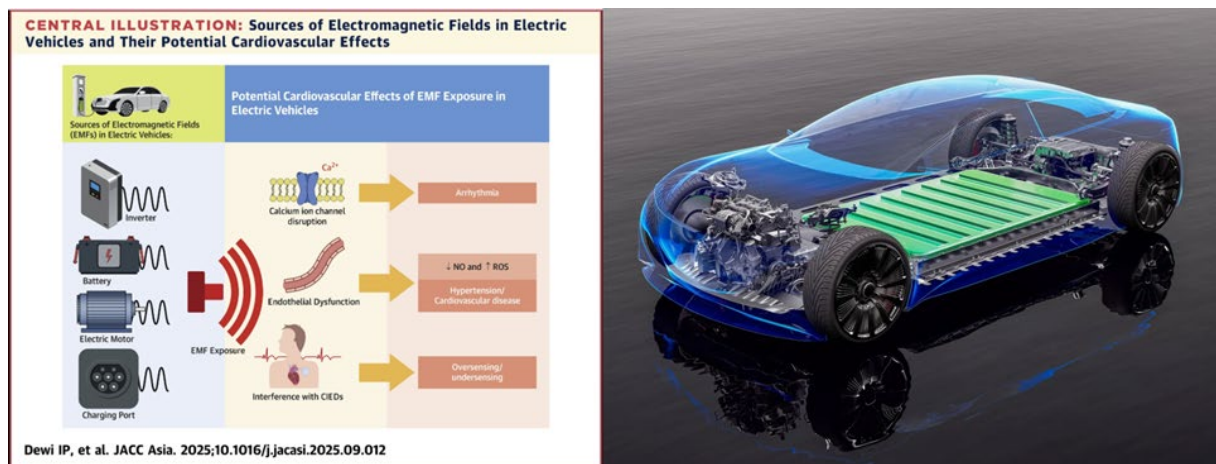 CENTRAL ILLUSTRATION: Sources of Electromagnetic Fields in Electric
Vehicles and Their Potential Cardiovascular Effects
Sources of Electromagnetic Fields
(EMFs) in Electric Vehicles:
Potential Cardiovascular Effects of EMF Exposure in
Electric Vehicles
Inverter
Battery
Electric Motor
Charging Port
EMF Exposure
Ca²⁺
Calcium ion channel
disruption
Arrhythmia
Endothelial Dysfunction
↓ NO and ↑ ROS
Hypertension/
Cardiovascular disease
Interference with CIEDs
Oversensing/
undersensing
Dewi IP, et al. JACC Asia. 2025;10.1016/j.jacasi.2025.09.012